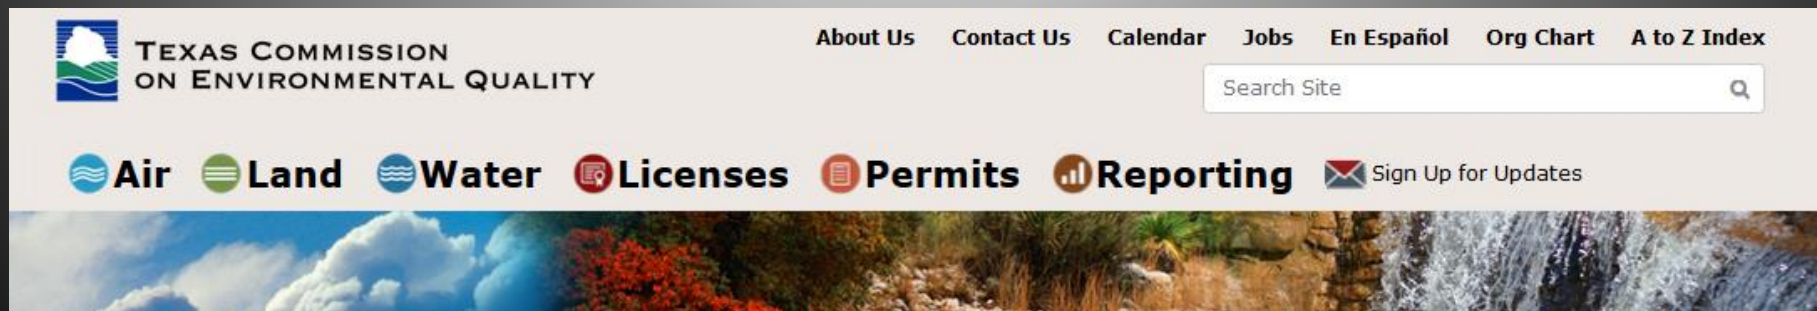 TEXAS COMMISSION
ON ENVIRONMENTAL QUALITY
About Us Contact Us Calendar Jobs En Español Org Chart A to Z Index
Search Site
Air Land Water Licenses Permits Reporting Sign Up for Updates